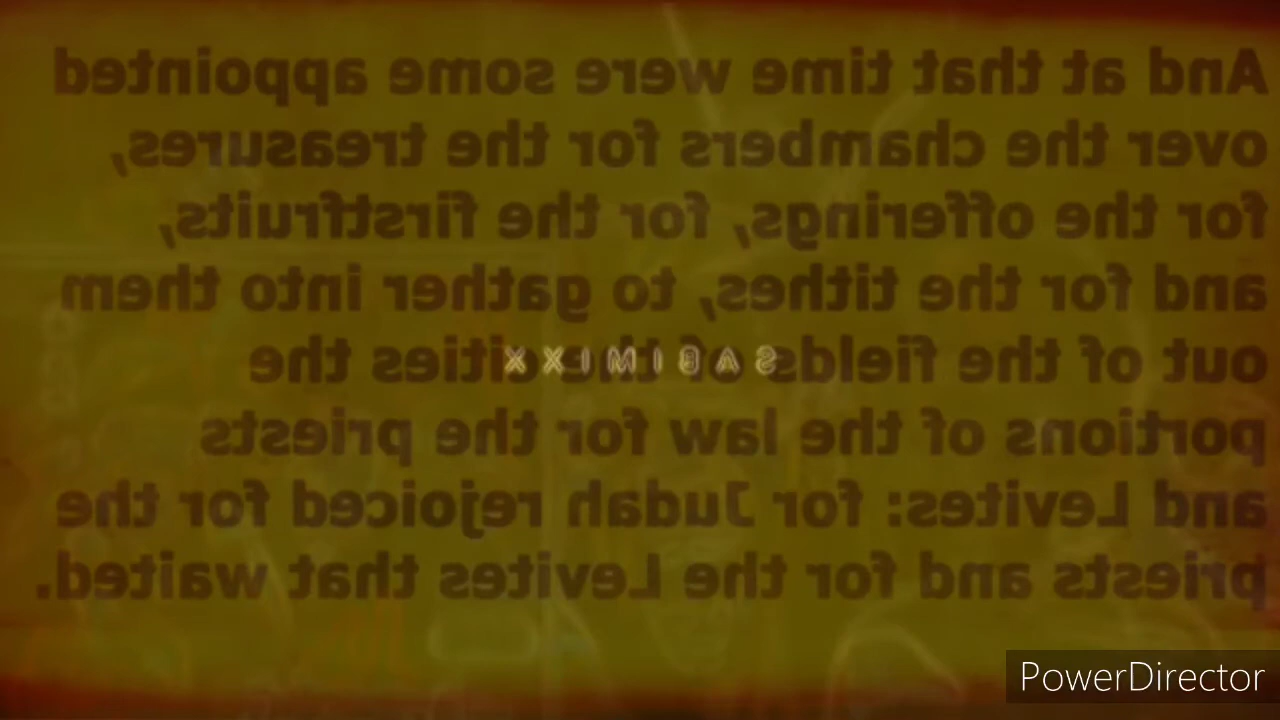 And at that time were some appointed
over the chambers for the treasures,
for the offerings, for the firstfruits,
and for the tithes, to gather into them
out of the fields of the cities the
portions of the law for the priests
and Levites: for Judah rejoiced for the
priests and for the Levites that waited.
SABIMIXX
PowerDirector